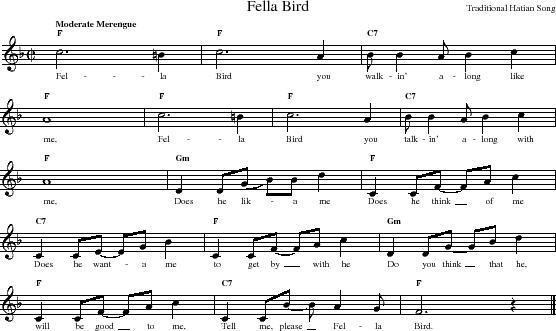 Fella Bird
Traditional Hatian Song
Moderate Merengue
F F C7
Fel - - - la Bird you walk - in' a - long like
F F F C7
me, Fel - - la Bird you talk - in' a - long with
F Gm F
me, Does he lik - a me Does he think __ of me
C7 F Gm
Does he want - a me to get by __ with he Do you think __ that he,
F C7 F
will be good __ to me, Tell me, please __ Fel - la Bird.